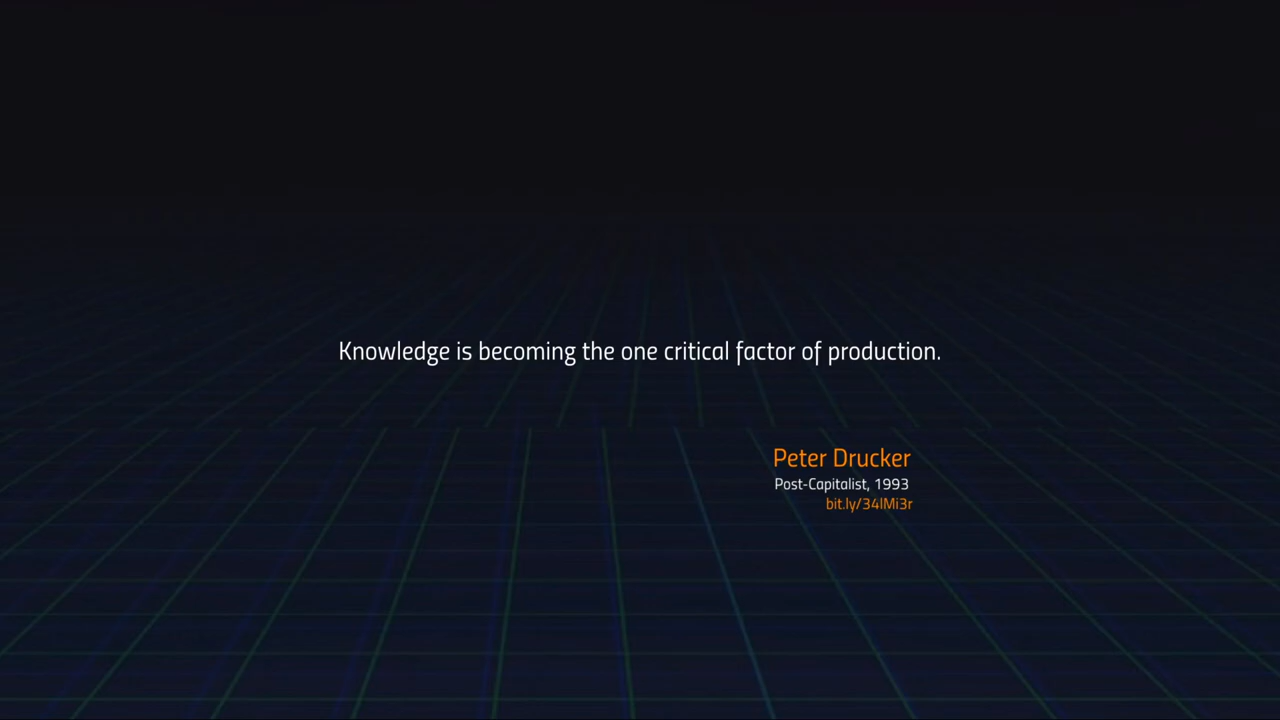 Knowledge is becoming the one critical factor of production.
Peter Drucker
Post-Capitalist, 1993
bit.ly/34lMi3r